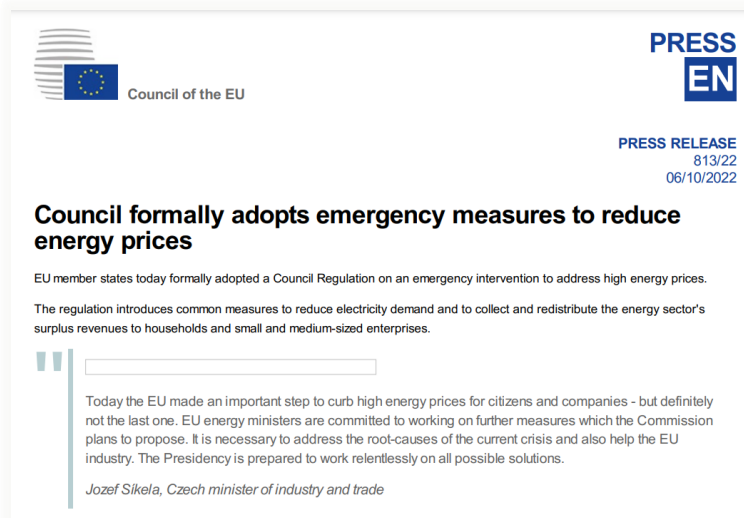 PRESS
EN
Council of the EU
PRESS RELEASE
813/22
06/10/2022
Council formally adopts emergency measures to reduce
energy prices
EU member states today formally adopted a Council Regulation on an emergency intervention to address high energy prices.
The regulation introduces common measures to reduce electricity demand and to collect and redistribute the energy sector's
surplus revenues to households and small and medium-sized enterprises.
"
Today the EU made an important step to curb high energy prices for citizens and companies - but definitely
not the last one. EU energy ministers are committed to working on further measures which the Commission
plans to propose. It is necessary to address the root-causes of the current crisis and also help the EU
industry. The Presidency is prepared to work relentlessly on all possible solutions.
Jozef Síkela, Czech minister of industry and trade